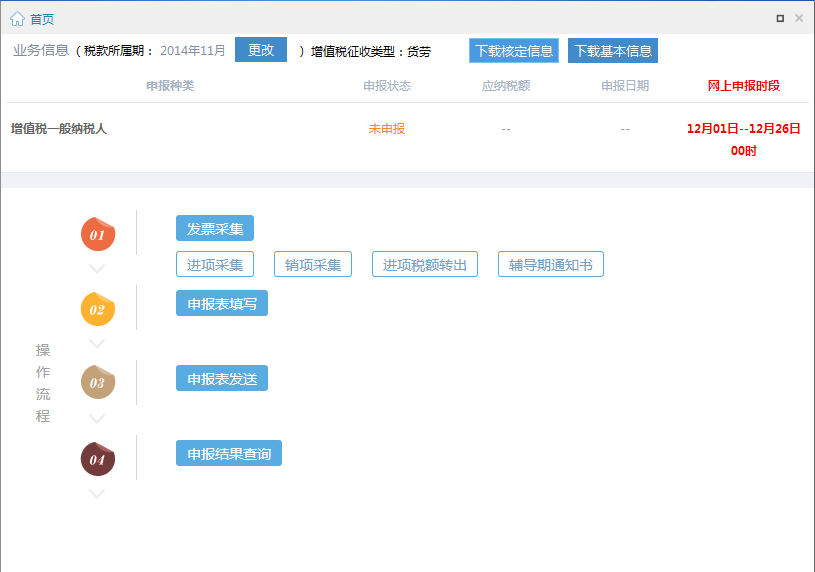 首页
业务信息 ( 税款所属期： 2014年11月 更改 ) 增值税征收类型：货劳 下载核定信息 下载基本信息
申报种类 申报状态 应纳税额 申报日期 网上申报时段
增值税一般纳税人 未申报 -- -- 12月01日--12月26日
00时
01 发票采集
进项采集 销项采集 进项税额转出 辅导期通知书
02 申报表填写
操作流程
03 申报表发送
04 申报结果查询